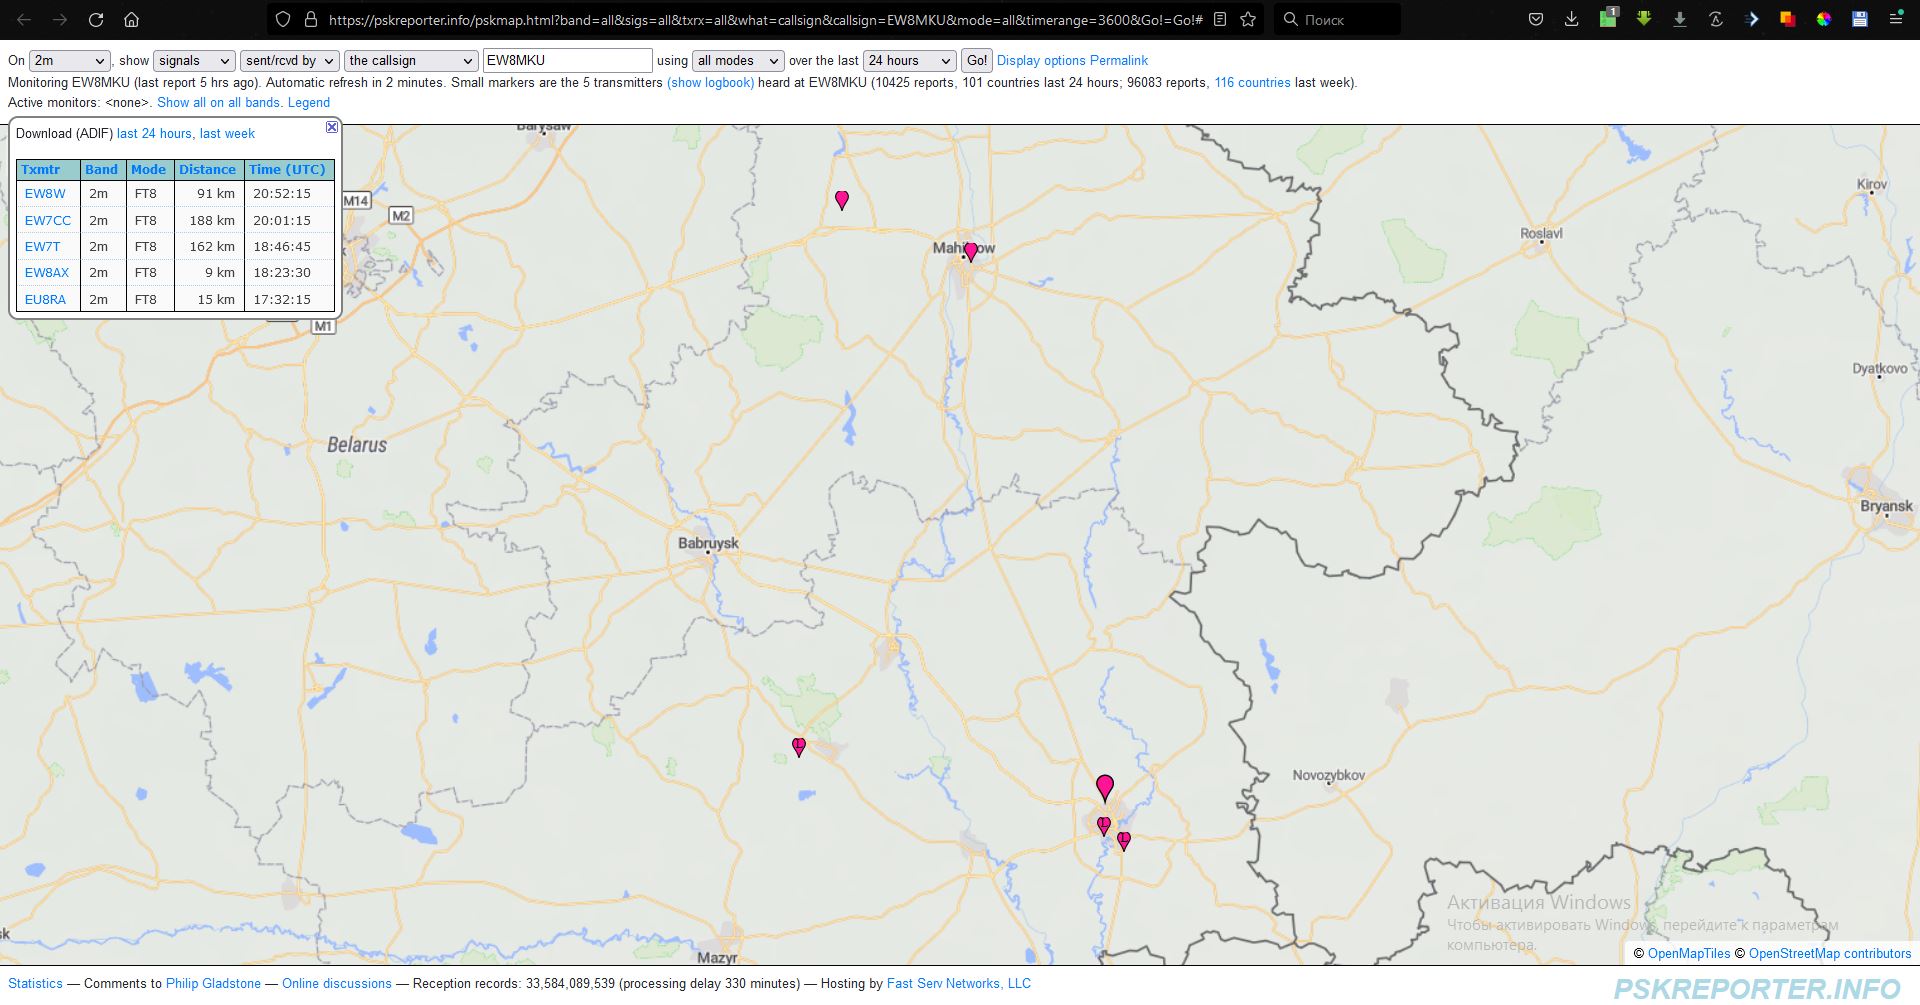 https://pskreporter.info/pskmap.html?band=all&sigs=all&txrx=all&what=callsign&callsign=EW8MKU&mode=all&timerange=3600&Go!=Go!#
Поиск
1
On 2m , show signals sent/rcvd by the callsign EW8MKU using all modes over the last 24 hours Go! Display options Permalink
Monitoring EW8MKU (last report 5 hrs ago). Automatic refresh in 2 minutes. Small markers are the 5 transmitters (show logbook) heard at EW8MKU (10425 reports, 101 countries last 24 hours; 96083 reports, 116 countries last week).
Active monitors: <none>. Show all on all bands. Legend
Download (ADIF) last 24 hours, last week
Txmtr Band Mode Distance Time (UTC)
EW8W 2m FT8 91 km 20:52:15
EW7CC 2m FT8 188 km 20:01:15
EW7T 2m FT8 162 km 18:46:45
EW8AX 2m FT8 9 km 18:23:30
EU8RA 2m FT8 15 km 17:32:15
Barysaw
M14
M2
M1
Kirov
Roslavl
Dyatkovo
Belarus
Bryansk
Babruysk
Novozybkov
L
L
L
Mazyr
Активация Windows
Чтобы активировать Windows, перейдите к параметрам
компьютера.
© OpenMapTiles © OpenStreetMap contributors
Statistics — Comments to Philip Gladstone — Online discussions — Reception records: 33,584,089,539 (processing delay 330 minutes) — Hosting by Fast Serv Networks, LLC
PSKREPORTER.INFO